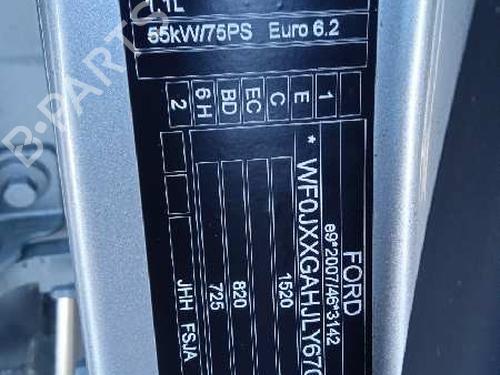 1.1L
55kW/75PS Euro 6.2
1
E
C
EC
BD
6H
2
FORD
e9*2007/46*3142
* WF0JXXGAHJLY67
1520
820
725
JHH FSJA